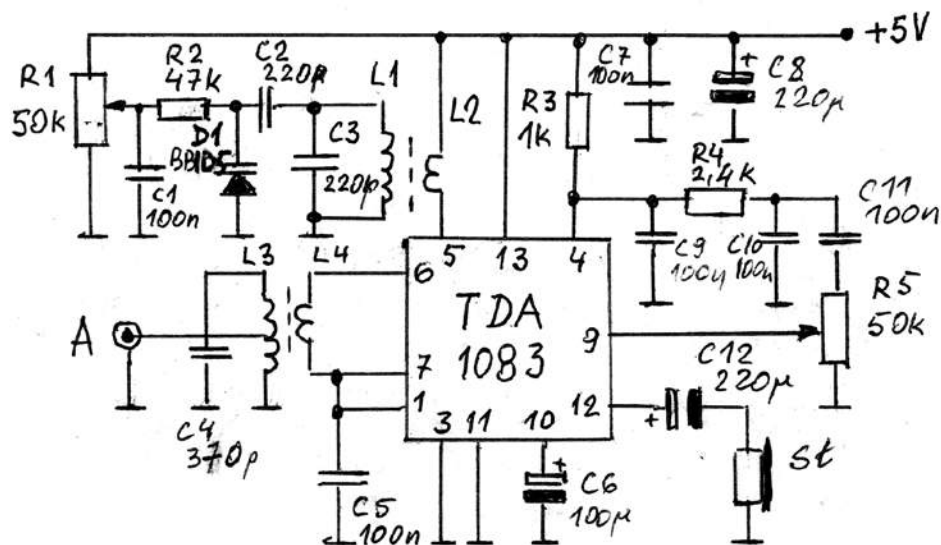 +5V
R1
50k
R2
47k
C2
220p
L1
L2
C3
220p
D1
BB105
C1
100n
R3
1k
C7
100n
+
C8
220µ
R4
2,4k
C9
100n
C10
100n
C11
100n
R5
50k
L3
L4
A
C4
370p
5
13
4
6
TDA
1083
9
7
1
3
11
10
12
C12
220µ
+
St
C5
100n
+
C6
100µ